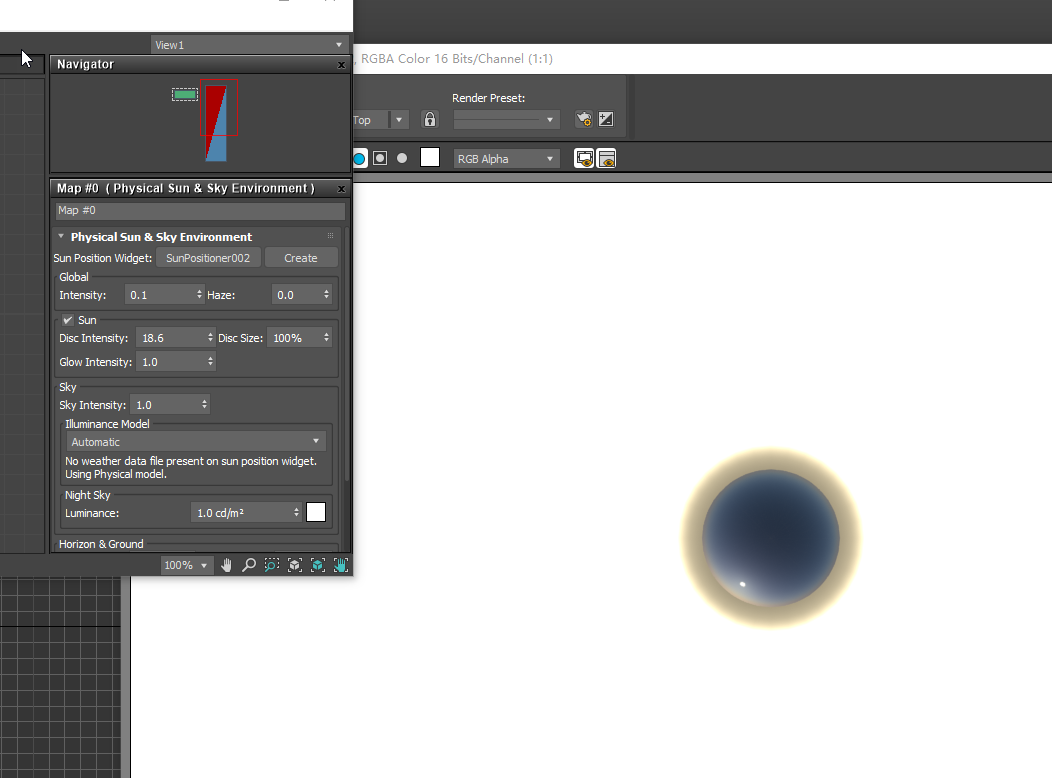 View1
, RGBA Color 16 Bits/Channel (1:1)
Navigator
x
Render Preset:
Top
RGB Alpha
Map #0 ( Physical Sun & Sky Environment )
x
Map #0
Physical Sun & Sky Environment
Sun Position Widget: SunPositioner002 Create
Global
Intensity: 0.1 Haze: 0.0
Sun
Disc Intensity: 18.6 Disc Size: 100%
Glow Intensity: 1.0
Sky
Sky Intensity: 1.0
Illuminance Model
Automatic
No weather data file present on sun position widget.
Using Physical model.
Night Sky
Luminance: 1.0 cd/m²
Horizon & Ground
100%